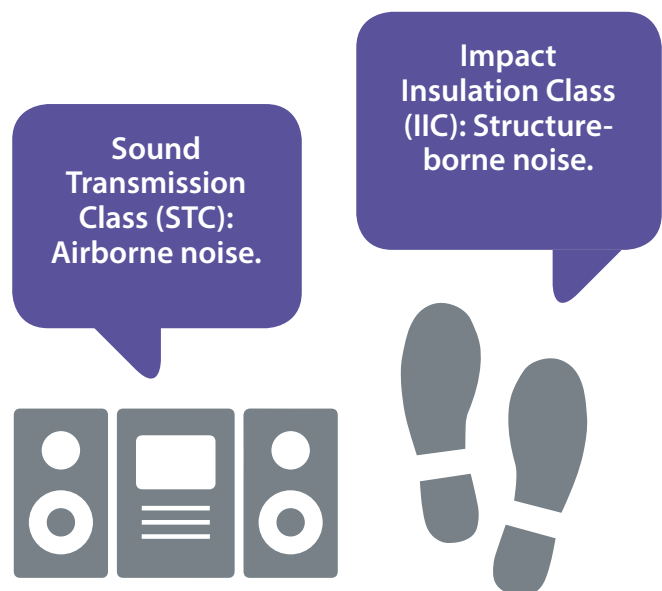 Sound
Transmission
Class (STC):
Airborne noise.
Impact
Insulation Class
(IIC): Structure-
borne noise.